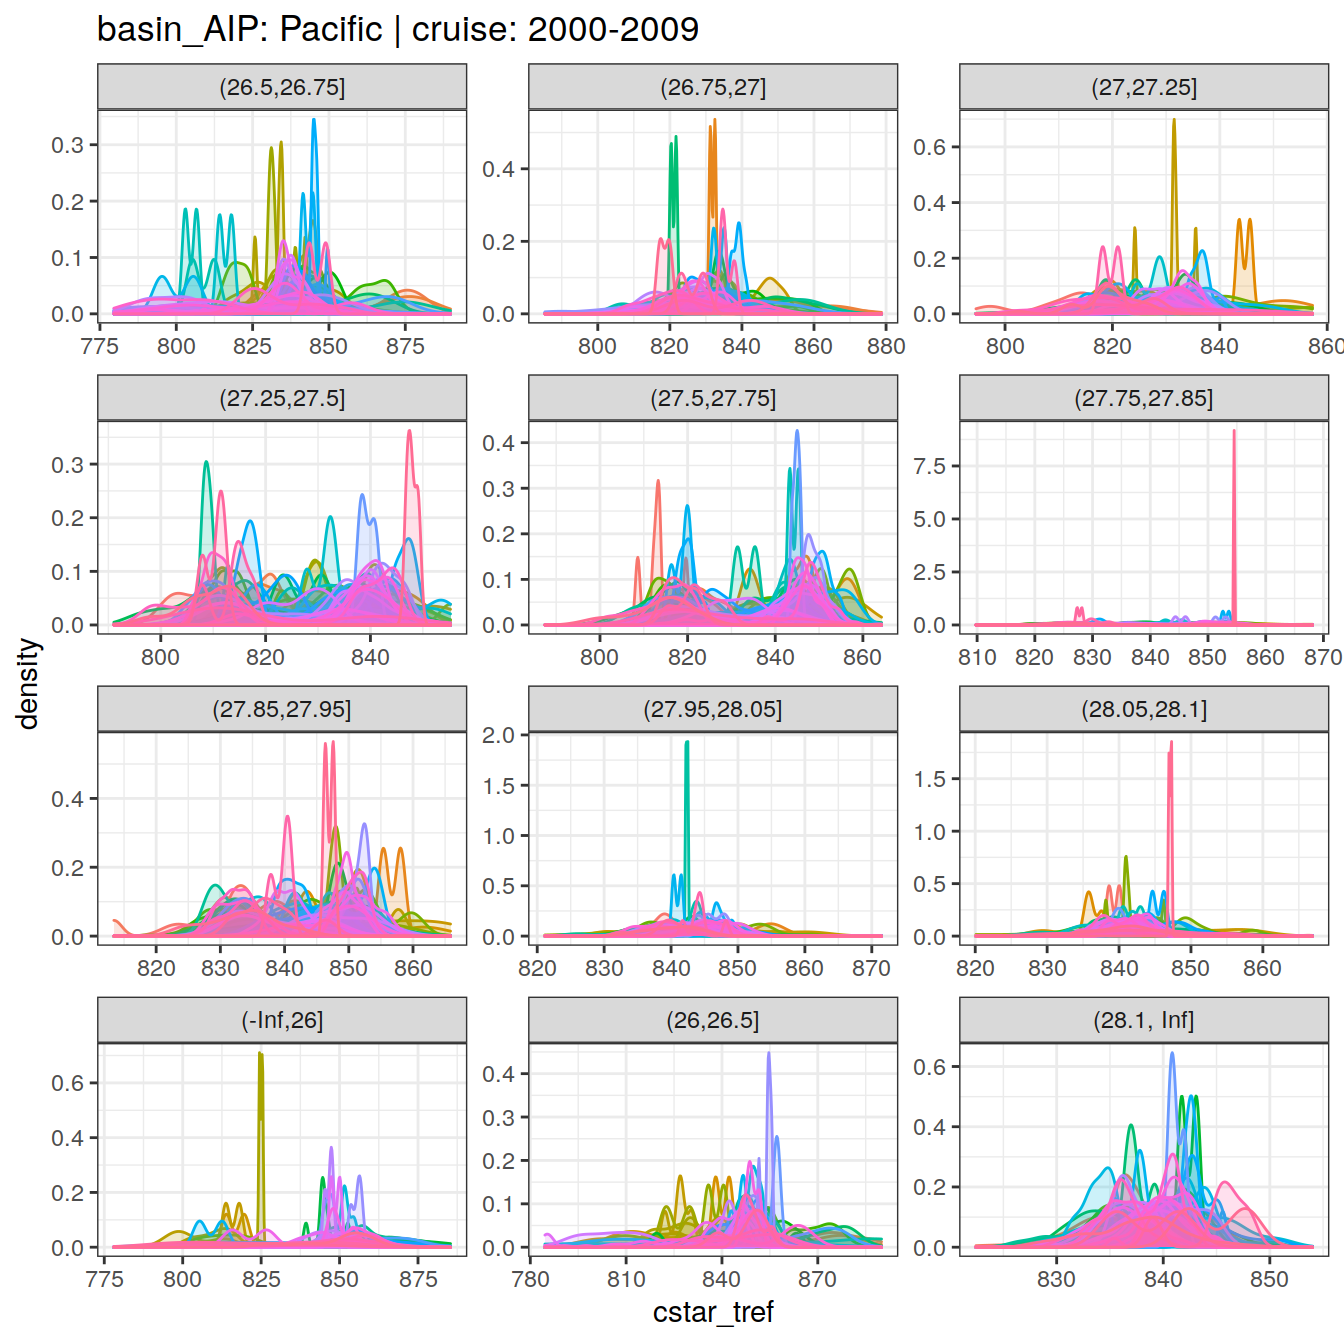 basin_AIP: Pacific | cruise: 2000-2009
(26.5,26.75] (26.75,27] (27,27.25]
0.3
0.2
0.1
0.0
775 800 825 850 875
0.4
0.2
0.0
800 820 840 860 880
0.6
0.4
0.2
0.0
800 820 840 860
(27.25,27.5] (27.5,27.75] (27.75,27.85]
0.3
0.2
0.1
0.0
800 820 840
0.4
0.3
0.2
0.1
0.0
800 820 840 860
7.5
5.0
2.5
0.0
810 820 830 840 850 860 870
density
(27.85,27.95] (27.95,28.05] (28.05,28.1]
0.4
0.2
0.0
820 830 840 850 860
2.0
1.5
1.0
0.5
0.0
820 830 840 850 860 870
1.5
1.0
0.5
0.0
820 830 840 850 860
(-Inf,26] (26,26.5] (28.1, Inf]
0.6
0.4
0.2
0.0
775 800 825 850 875
0.4
0.3
0.2
0.1
0.0
780 810 840 870
0.6
0.4
0.2
0.0
830 840 850
cstar_tref